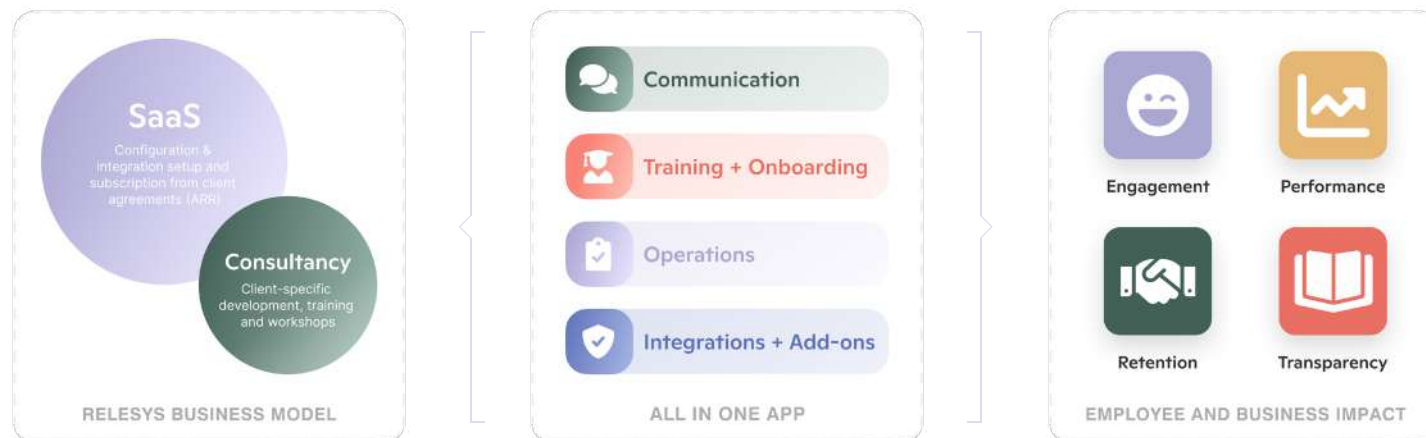 SaaS
Configuration &
integration setup and
subscription from client
agreements (ARR)
Consultancy
Client-specific
development, training
and workshops
RELESYS BUSINESS MODEL
Communication
Training + Onboarding
Operations
Integrations + Add-ons
ALL IN ONE APP
Engagement
Performance
Retention
Transparency
EMPLOYEE AND BUSINESS IMPACT